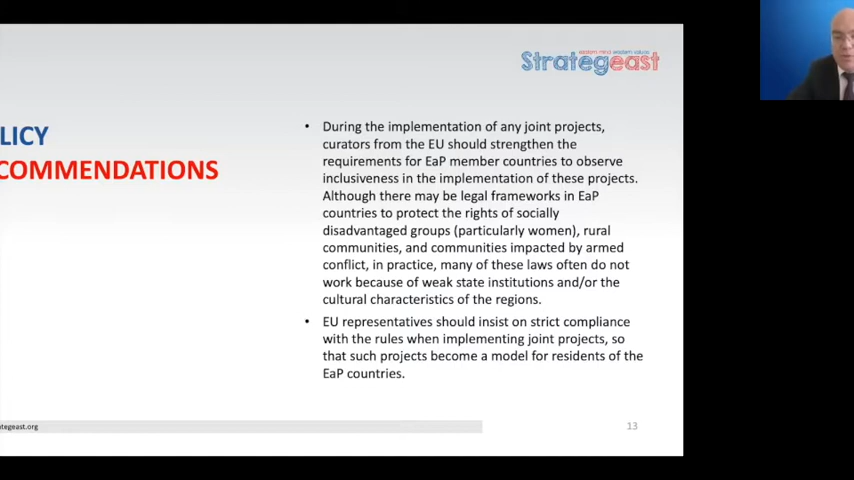 Strategeast
LICY
COMMENDATIONS
• During the implementation of any joint projects,
curators from the EU should strengthen the
requirements for EaP member countries to observe
inclusiveness in the implementation of these projects.
Although there may be legal frameworks in EaP
countries to protect the rights of socially
disadvantaged groups (particularly women), rural
communities, and communities impacted by armed
conflict, in practice, many of these laws often do not
work because of weak state institutions and/or the
cultural characteristics of the regions.
• EU representatives should insist on strict compliance
with the rules when implementing joint projects, so
that such projects become a model for residents of the
EaP countries.
ategeast.org
13